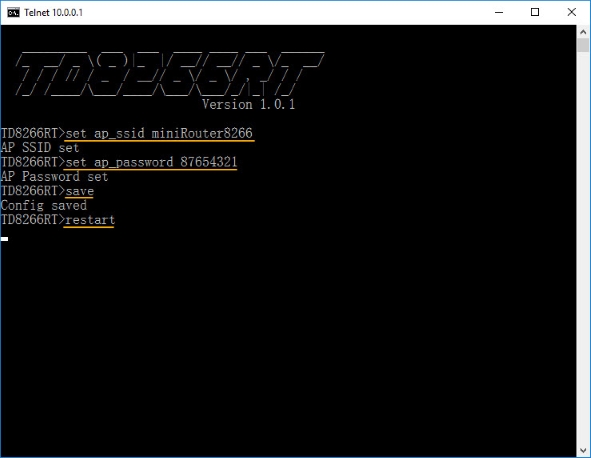 Telnet 10.0.0.1
TD8266RT
Version 1.0.1
TD8266RT>set ap_ssid miniRouter8266
AP SSID set
TD8266RT>set ap_password 87654321
AP Password set
TD8266RT>save
Config saved
TD8266RT>restart